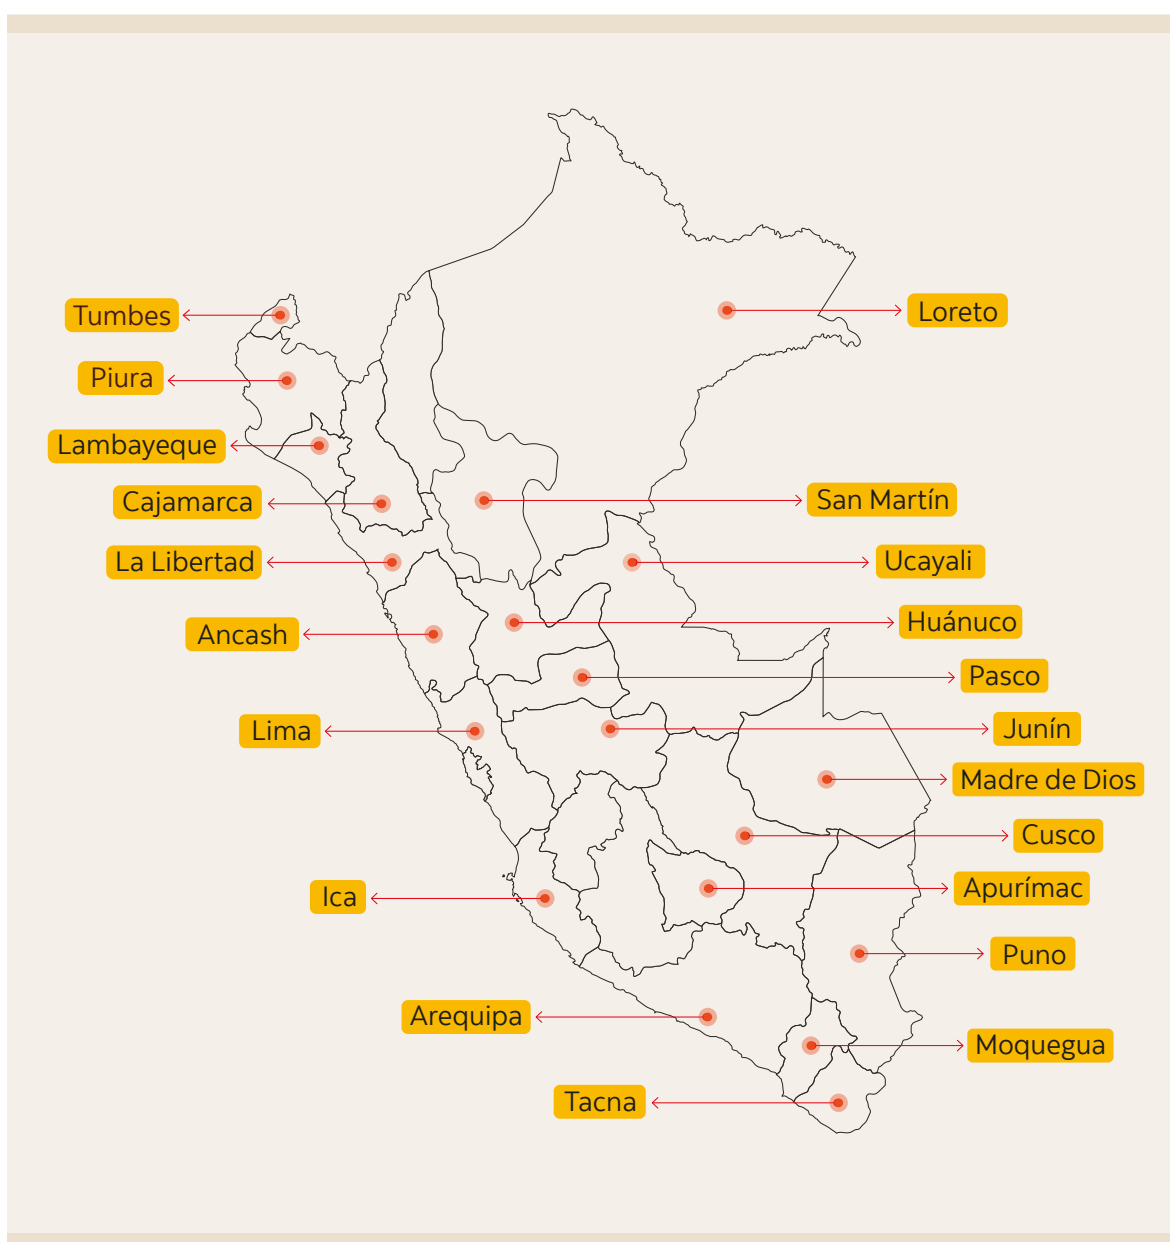 Tumbes
Loreto
Piura
Lambayeque
Cajamarca
San Martín
La Libertad
Ucayali
Ancash
Huánuco
Pasco
Lima
Junín
Madre de Dios
Cusco
Ica
Apurímac
Puno
Arequipa
Moquegua
Tacna